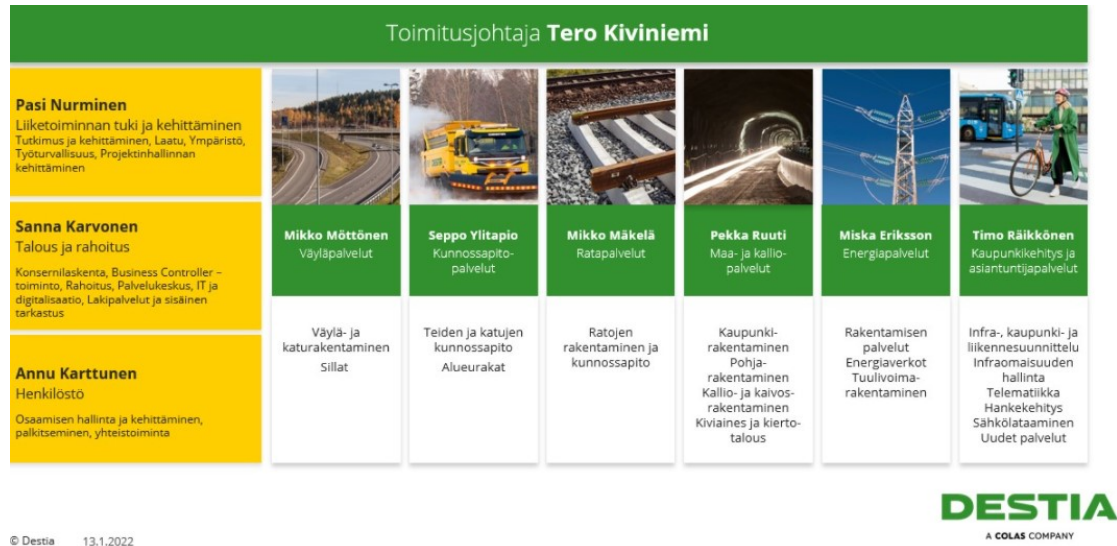 Toimitusjohtaja Tero Kiviniemi
Pasi Nurminen
Liiketoiminnan tuki ja kehittäminen
Tutkimus ja kehittäminen, Laatu, Ympäristö,
Työturvallisuus, Projektinhallinnan
kehittäminen
Sanna Karvonen
Talous ja rahoitus
Konsernilaskenta, Business Controller –
toiminto, Rahoitus, Palvelukeskus, IT ja
digitalisaatio, Lakipalvelut ja sisäinen
tarkastus
Annu Karttunen
Henkilöstö
Osaamisen hallinta ja kehittäminen,
palkitseminen, yhteistoiminta
Mikko Möttönen
Väyläpalvelut
Väylä- ja
katurakentaminen
Sillat
Seppo Ylitapio
Kunnossapito-
palvelut
Teiden ja katujen
kunnossapito
Alueurakat
Mikko Mäkelä
Ratapalvelut
Ratojen
rakentaminen ja
kunnossapito
Pekka Ruuti
Maa- ja kallio-
palvelut
Kaupunki-
rakentaminen
Pohja-
rakentaminen
Kallio- ja kaivos-
rakentaminen
Kiviaines ja kierto-
talous
Miska Eriksson
Energiapalvelut
Rakentamisen
palvelut
Energiaverkot
Tuulivoima-
rakentaminen
Timo Räikkönen
Kaupunkikehitys ja
asiantuntijapalvelut
Infra-, kaupunki- ja
liikennesuunnittelu
Infraomaisuuden
hallinta
Telematiikka
Hankekehitys
Sähkölataaminen
Uudet palvelut
DESTIA
A COLAS COMPANY
© Destia 13.1.2022